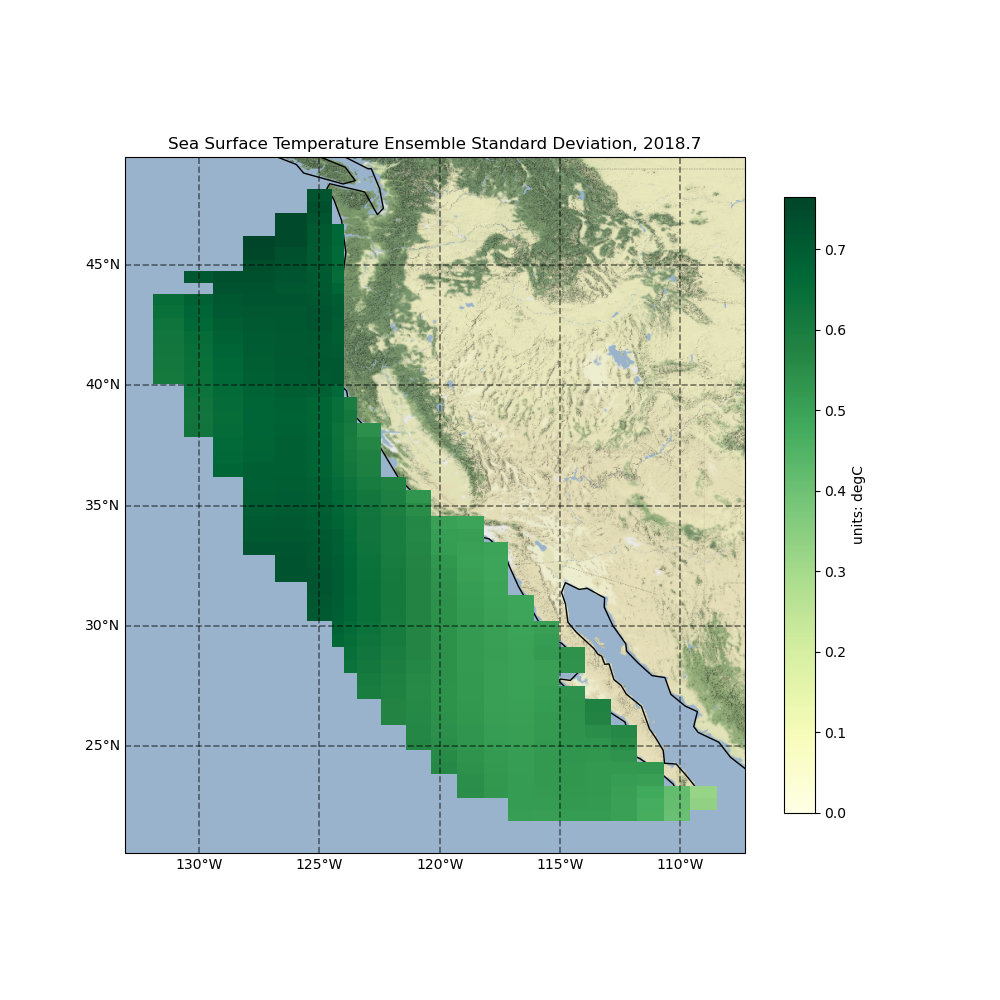 Sea Surface Temperature Ensemble Standard Deviation, 2018.7
45°N
40°N
35°N
30°N
25°N
130°W
125°W
120°W
115°W
110°W
0.7
0.6
0.5
0.4
0.3
0.2
0.1
0.0
units: degC